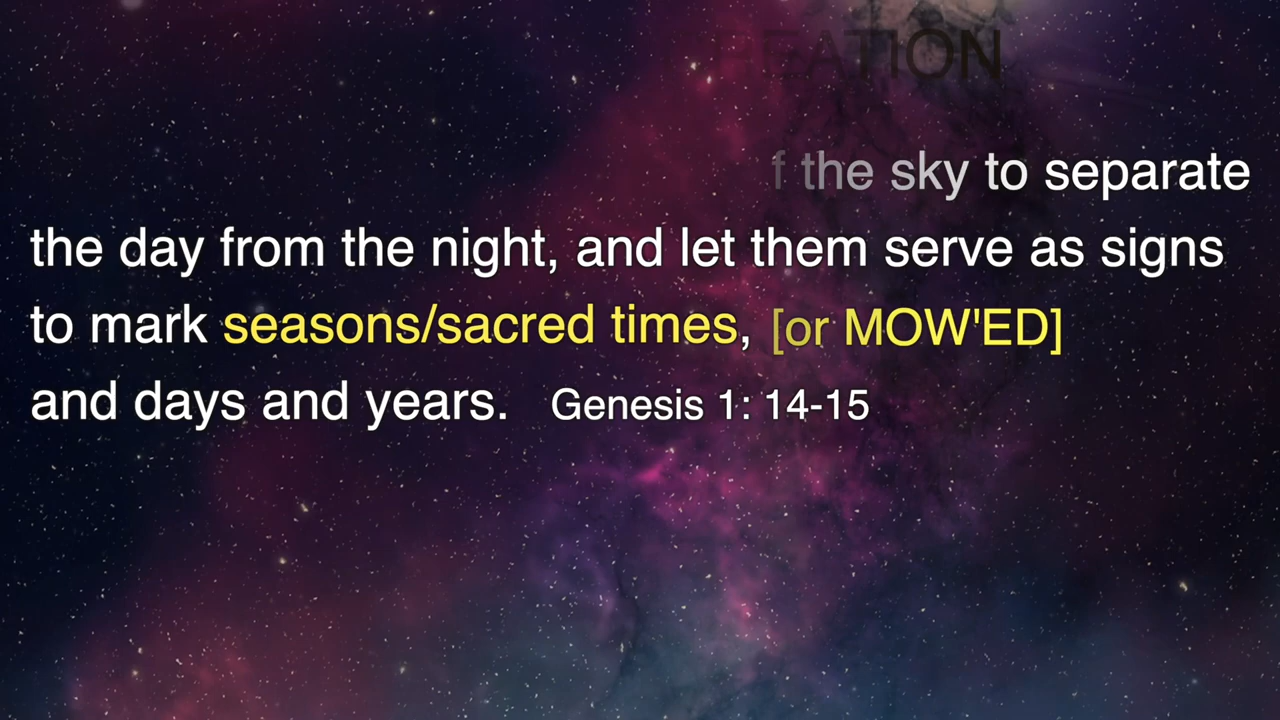 EATION
f the sky to separate
the day from the night, and let them serve as signs
to mark seasons/sacred times, [or MOW'ED]
and days and years. Genesis 1: 14-15